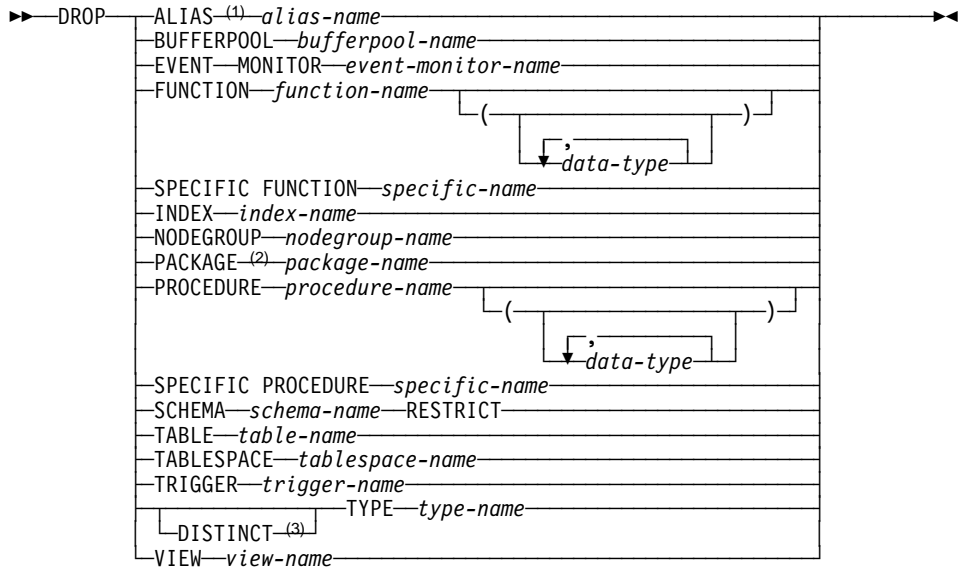 DROP ALIAS (1) alias-name
BUFFERPOOL bufferpool-name
EVENT MONITOR event-monitor-name
FUNCTION function-name
( )
,
data-type
SPECIFIC FUNCTION specific-name
INDEX index-name
NODEGROUP nodegroup-name
PACKAGE (2) package-name
PROCEDURE procedure-name
( )
,
data-type
SPECIFIC PROCEDURE specific-name
SCHEMA schema-name RESTRICT
TABLE table-name
TABLESPACE tablespace-name
TRIGGER trigger-name
TYPE type-name
DISTINCT (3)
VIEW view-name